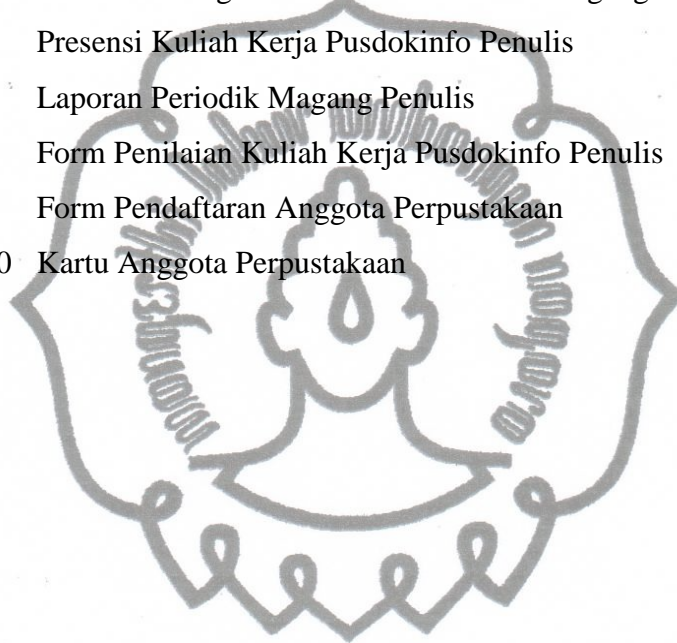 Presensi Kuliah Kerja Pusdokinfo Penulis
Laporan Periodik Magang Penulis
Form Penilaian Kuliah Kerja Pusdokinfo Penulis
Form Pendaftaran Anggota Perpustakaan
0 Kartu Anggota Perpustakaan